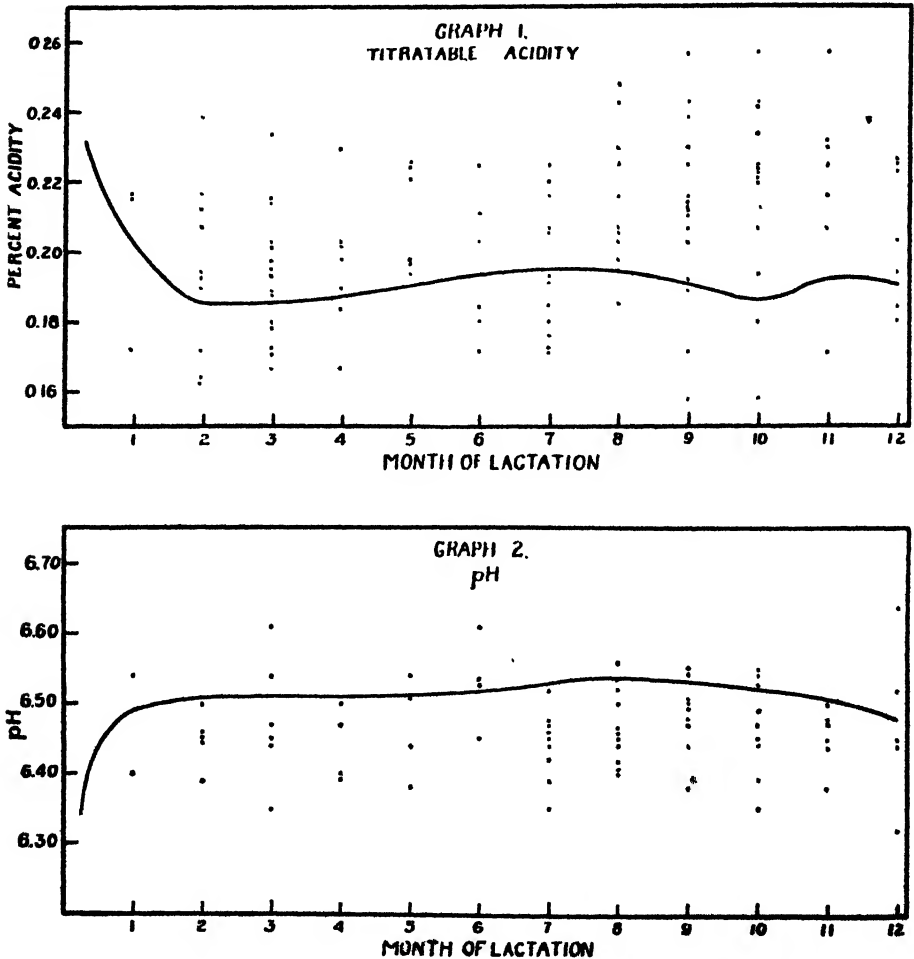 GRAPH 1.
TITRATABLE ACIDITY
PERCENT ACIDITY
0.26
0.24
0.22
0.20
0.18
0.16
1 2 3 4 5 6 7 8 9 10 11 12
MONTH OF LACTATION
GRAPH 2.
pH
pH
6.70
6.60
6.50
6.40
6.30
1 2 3 4 5 6 7 8 9 10 11 12
MONTH OF LACTATION